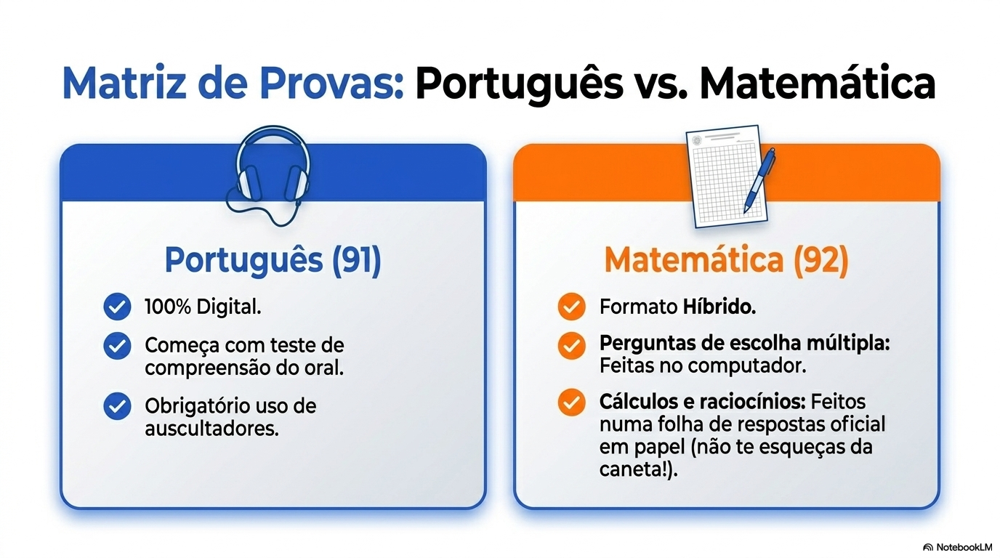 Matriz de Provas: Português vs. Matemática
Português (91)
100% Digital.
Começa com teste de
compreensão do oral.
Obrigatório uso de
auscultadores.
Matemática (92)
Formato Híbrido.
Perguntas de escolha múltipla:
Feitas no computador.
Cálculos e raciocínios: Feitos
numa folha de respostas oficial
em papel (não te esqueças da
caneta!).
NotebookLM